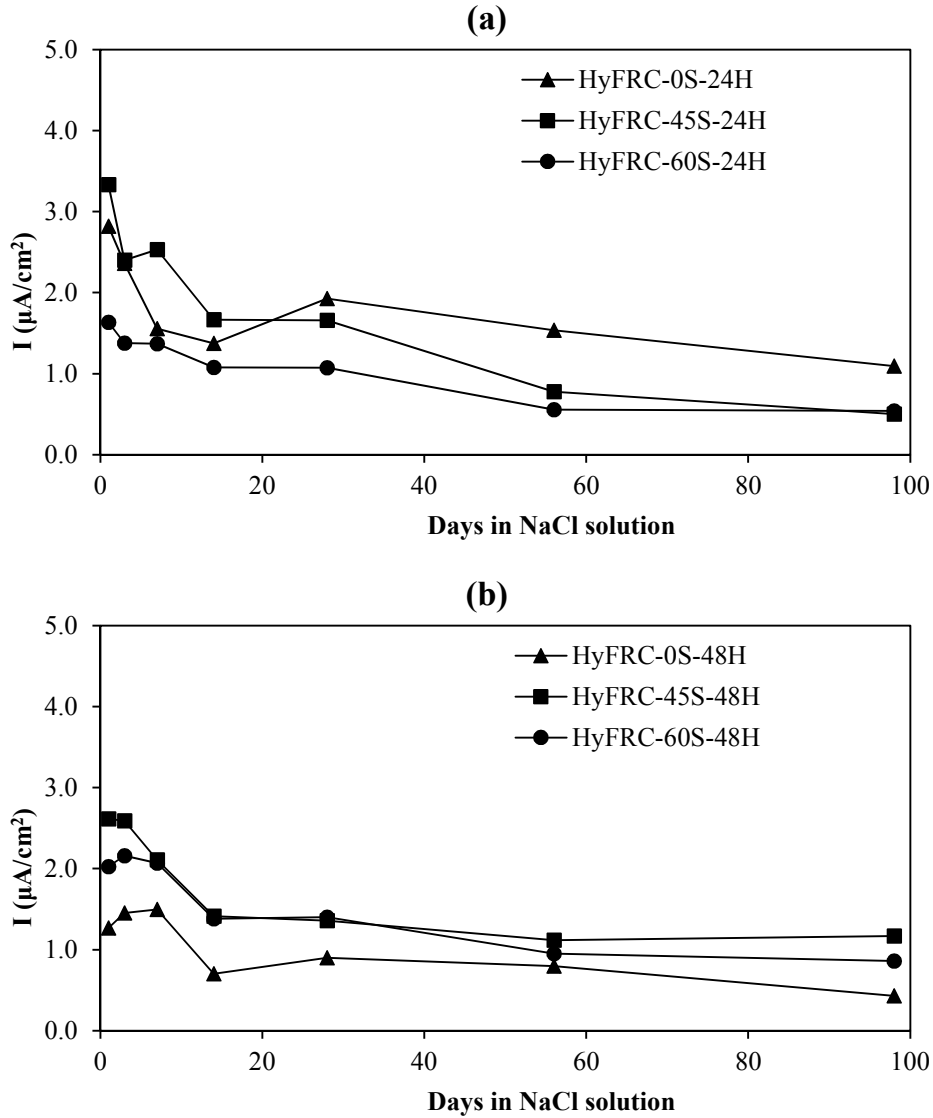 (a)
5.0
4.0
3.0
2.0
1.0
0.0
I (µA/cm²)
HyFRC-0S-24H
HyFRC-45S-24H
HyFRC-60S-24H
0 20 40 60 80 100
Days in NaCl solution
(b)
5.0
4.0
3.0
2.0
1.0
0.0
I (µA/cm²)
HyFRC-0S-48H
HyFRC-45S-48H
HyFRC-60S-48H
0 20 40 60 80 100
Days in NaCl solution